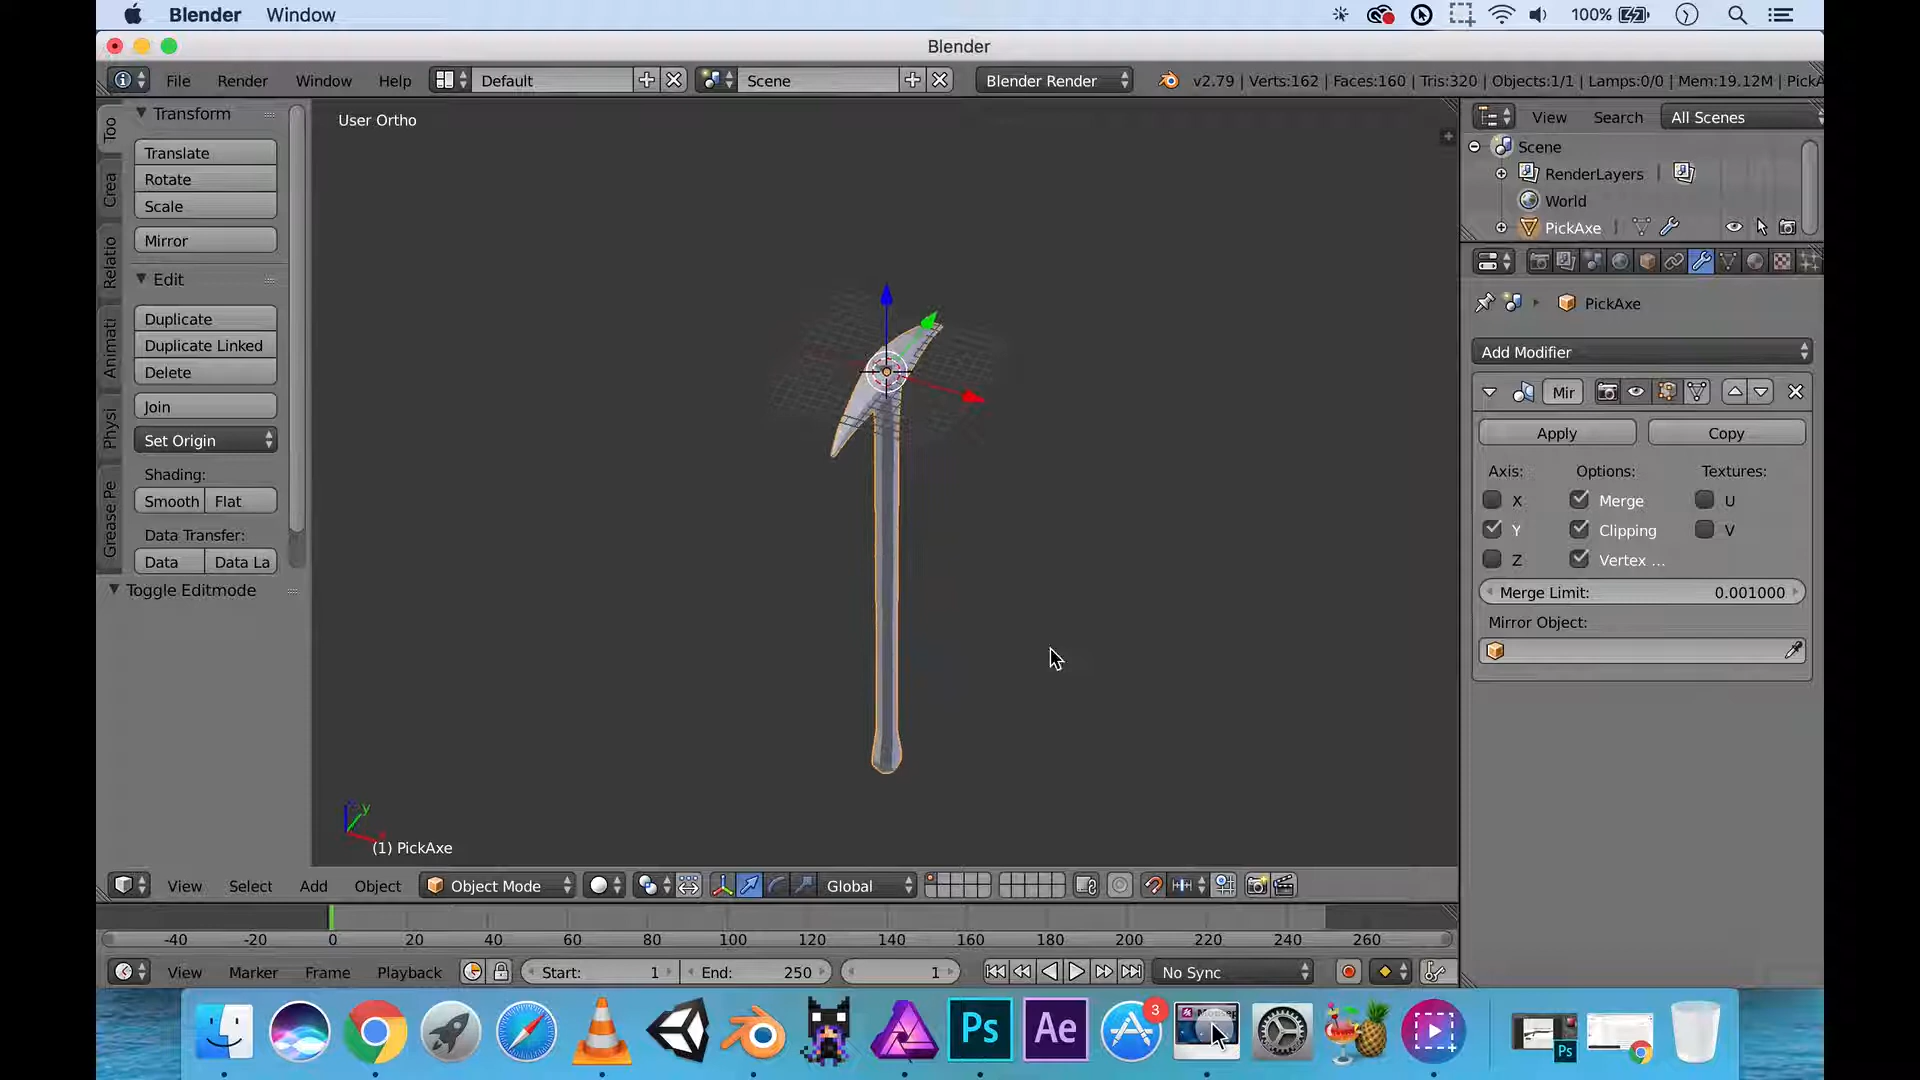 Blender Window 100%
Blender
File Render Window Help Default Scene Blender Render v2.79 | Verts:162 | Faces:160 | Tris:320 | Objects:1/1 | Lamps:0/0 | Mem:19.12M | PickA
Transform
Translate
Rotate
Scale
Mirror
Edit
Duplicate
Duplicate Linked
Delete
Join
Set Origin
Shading:
Smooth Flat
Data Transfer:
Data Data La
Toggle Editmode
Too
Crea
Relatio
Animati
Physi
Grease Pe
User Ortho
y
(1) PickAxe
View Search All Scenes
Scene
RenderLayers
World
PickAxe
PickAxe
Add Modifier
Mir
Apply Copy
Axis: Options: Textures:
X Merge U
Y Clipping V
Z Vertex ...
Merge Limit: 0.001000
Mirror Object:
View Select Add Object Object Mode Global
-40 -20 0 20 40 60 80 100 120 140 160 180 200 220 240 260
View Marker Frame Playback Start: 1 End: 250 1 No Sync
Ps Ae 3
Ps